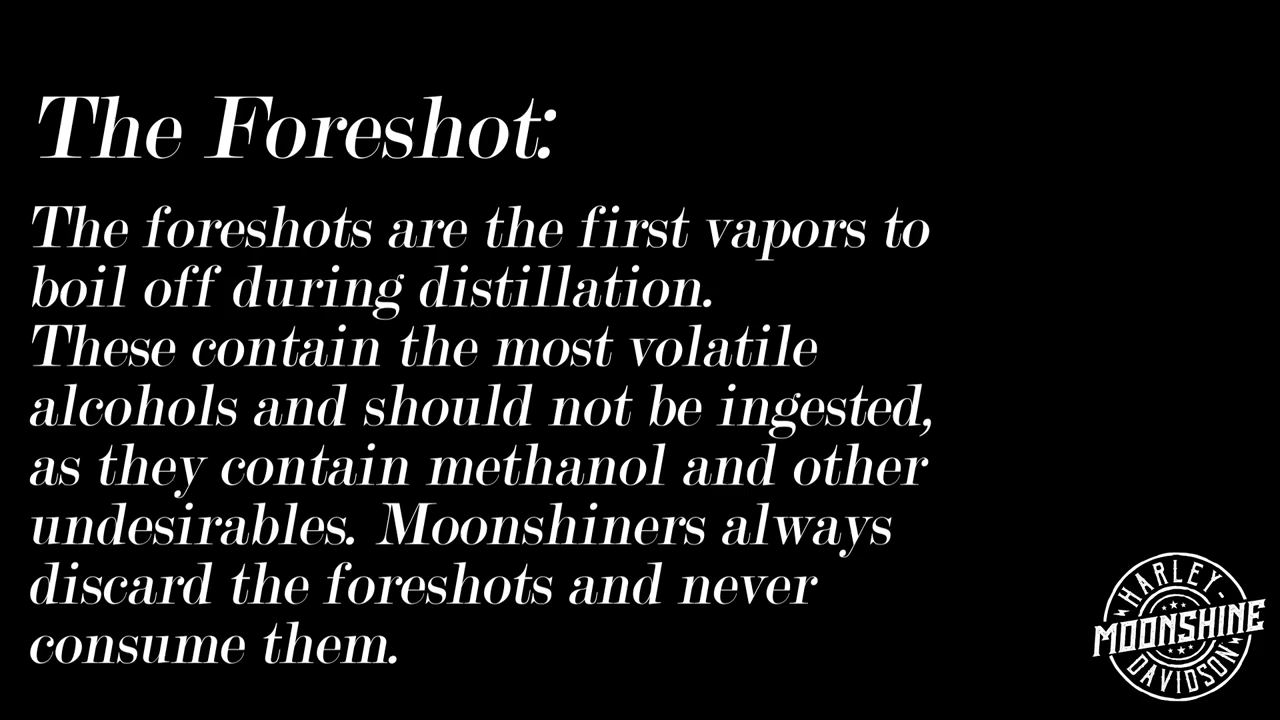 The Foreshot:
The foreshots are the first vapors to
boil off during distillation.
These contain the most volatile
alcohols and should not be ingested,
as they contain methanol and other
undesirables. Moonshiners always
discard the foreshots and never
consume them.
HARLEY-
MOONSHINE
DAVIDSON